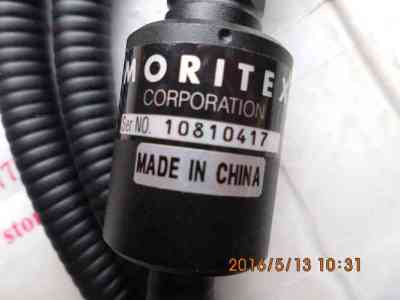 MORITEX
CORPORATION
Ser NO. 10810417
MADE IN CHINA
2016/5/13 10:31